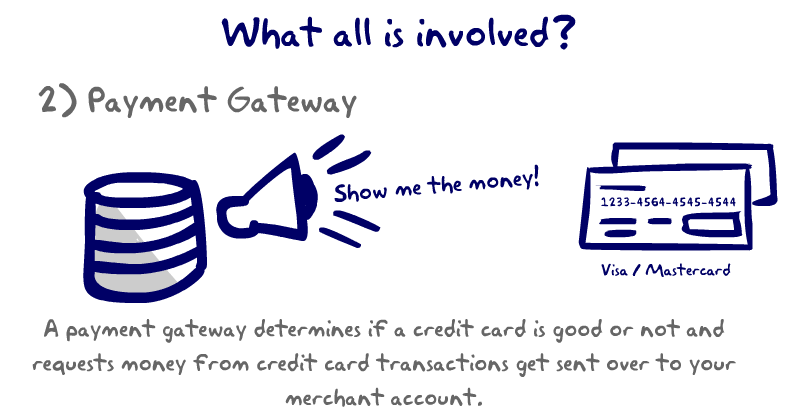 What all is involved?
2) Payment Gateway
Show me the money!
1233-4564-4545-4544
Visa / Mastercard
A payment gateway determines if a credit card is good or not and
requests money from credit card transactions get sent over to your
merchant account.